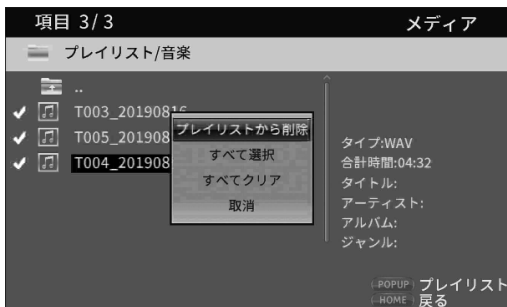 項目 3/3
メディア
プレイリスト/音楽
..
T003_20190816
T005_201908
T004_201908
プレイリストから削除
すべて選択
すべてクリア
取消
タイプ:WAV
合計時間:04:32
タイトル:
アーティスト:
アルバム:
ジャンル:
POPUP プレイリスト
HOME 戻る